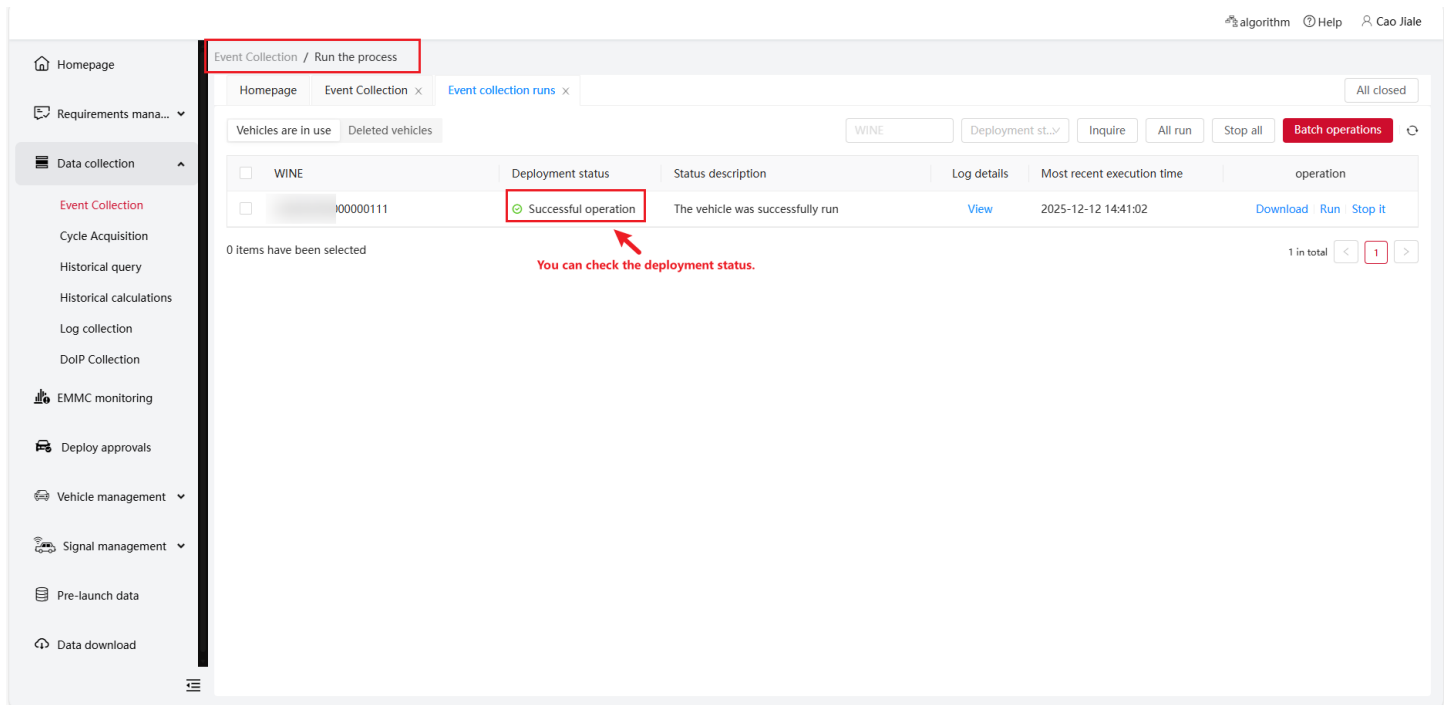 algorithm Help Cao Jiale
Homepage
Requirements mana...
Data collection
Event Collection
Cycle Acquisition
Historical query
Historical calculations
Log collection
DoIP Collection
EMMC monitoring
Deploy approvals
Vehicle management
Signal management
Pre-launch data
Data download
Event Collection / Run the process
Homepage Event Collection × Event collection runs × All closed
Vehicles are in use Deleted vehicles WINE Deployment st... Inquire All run Stop all Batch operations
WINE Deployment status Status description Log details Most recent execution time operation
000000111 Successful operation The vehicle was successfully run View 2025-12-12 14:41:02 Download Run Stop it
0 items have been selected 1 in total < 1 >
You can check the deployment status.